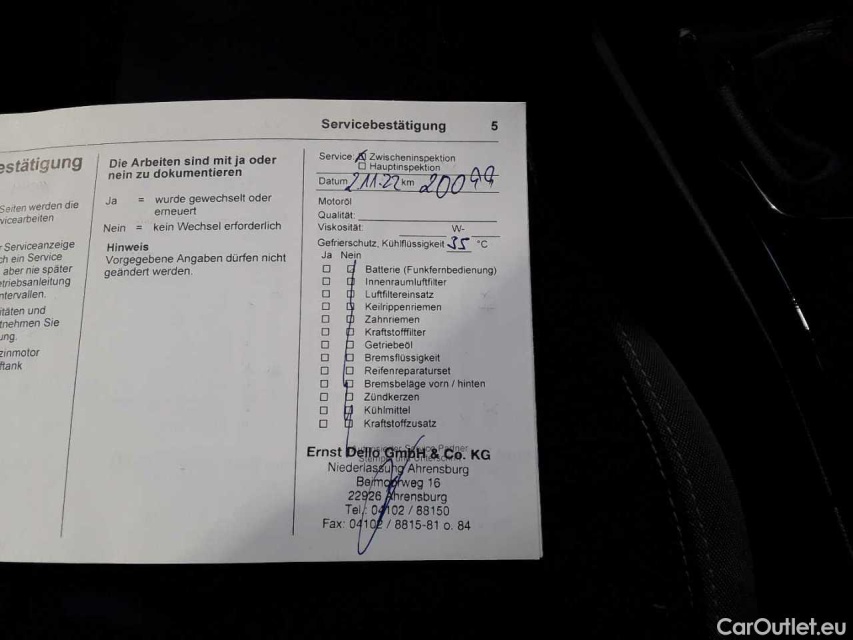 Servicebestätigung 5
estätigung
Seiten werden die
vicearbeiten
r Serviceanzeige
ch ein Service
aber nie später
triebsanleitung
ntervallen.
itäten und
tnehmen Sie
ung.
zinmotor
ftank
Die Arbeiten sind mit ja oder
nein zu dokumentieren
Ja = wurde gewechselt oder
erneuert
Nein = kein Wechsel erforderlich
Hinweis
Vorgegebene Angaben dürfen nicht
geändert werden.
Service: Zwischeninspektion
Hauptinspektion
Datum 2.11.22 km 20099
Motoröl
Qualität:
Viskosität: W-
Gefrierschutz, Kühlflüssigkeit 35 °C
Ja Nein
Batterie (Funkfernbedienung)
Innenraumluftfilter
Luftfiltereinsatz
Keilrippenriemen
Zahnriemen
Kraftstofffilter
Getriebeöl
Bremsflüssigkeit
Reifenreparaturset
Bremsbeläge vorn / hinten
Zündkerzen
Kühlmittel
Kraftstoffzusatz
Ernst Dello GmbH & Co. KG
Niederlassung Ahrensburg
Beimoorweg 16
22926 Ahrensburg
Tel.: 04102 / 88150
Fax: 04102 / 8815-81 o. 84
CarOutlet.eu